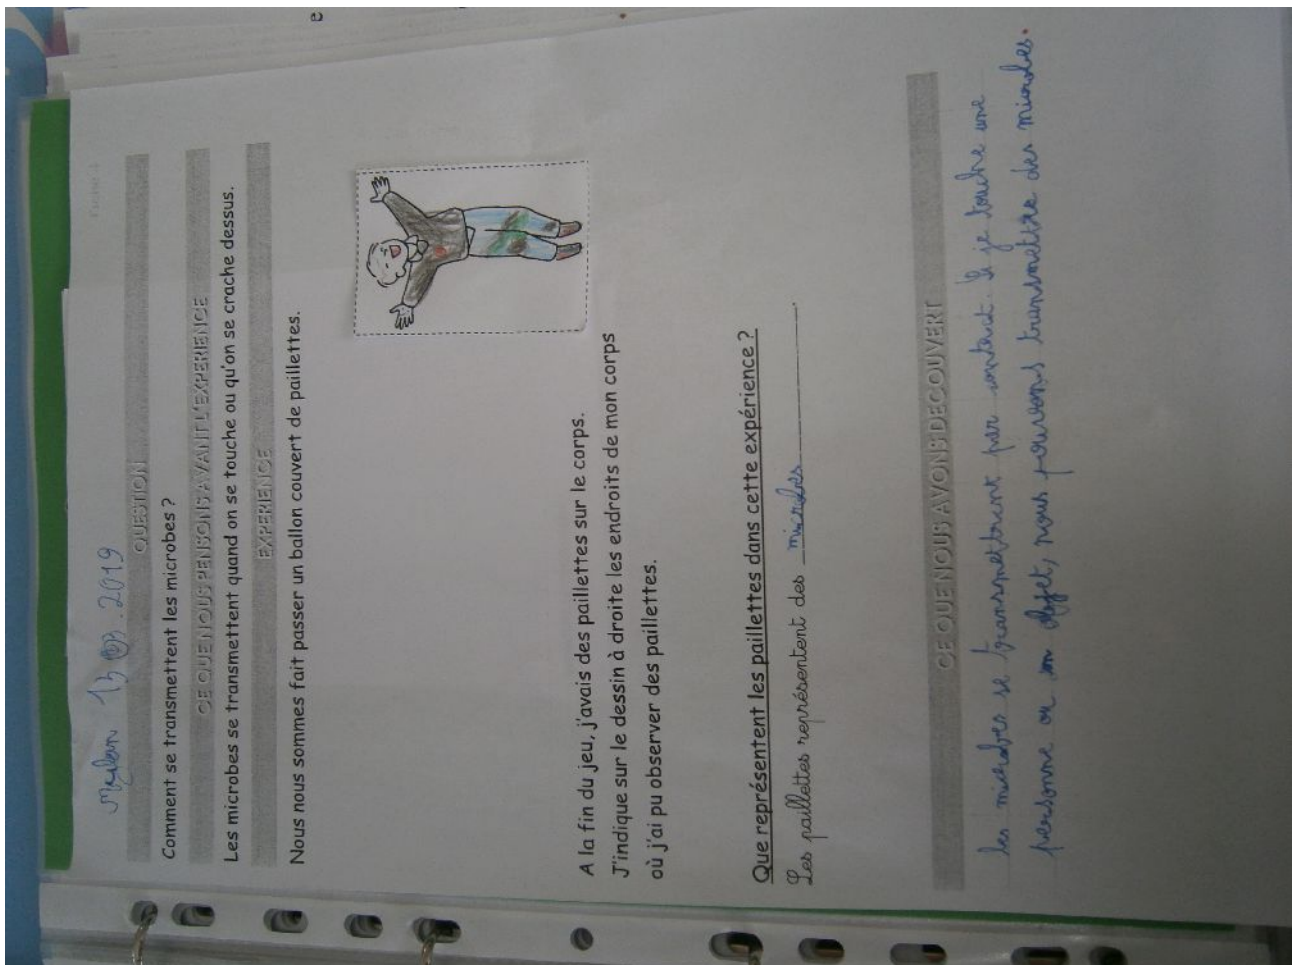 13 . 2019
QUESTION
Comment se transmettent les microbes ?
CE QUE NOUS PENSONS AVANT L'EXPERIENCE
Les microbes se transmettent quand on se touche ou qu'on se crache dessus.
EXPERIENCE
Nous nous sommes fait passer un ballon couvert de paillettes.
A la fin du jeu, j'avais des paillettes sur le corps.
J'indique sur le dessin à droite les endroits de mon corps
où j'ai pu observer des paillettes.
Que représentent les paillettes dans cette expérience ?
Les paillettes représentent des microbes.
CE QUE NOUS AVONS DECOUVERT
Les microbes se transmettent par contact. Si je touche une
personne ou un objet, nous pouvons transmettre des microbes.